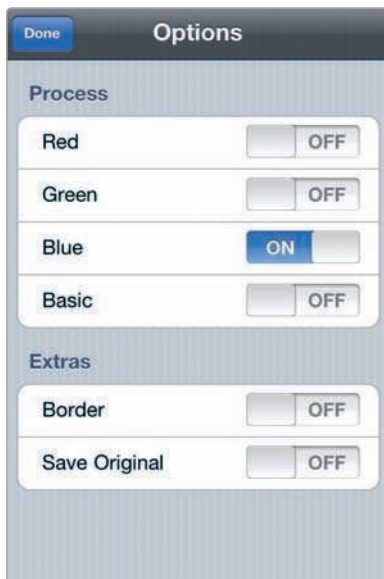 Done Options
Process
Red OFF
Green OFF
Blue ON
Basic OFF
Extras
Border OFF
Save Original OFF